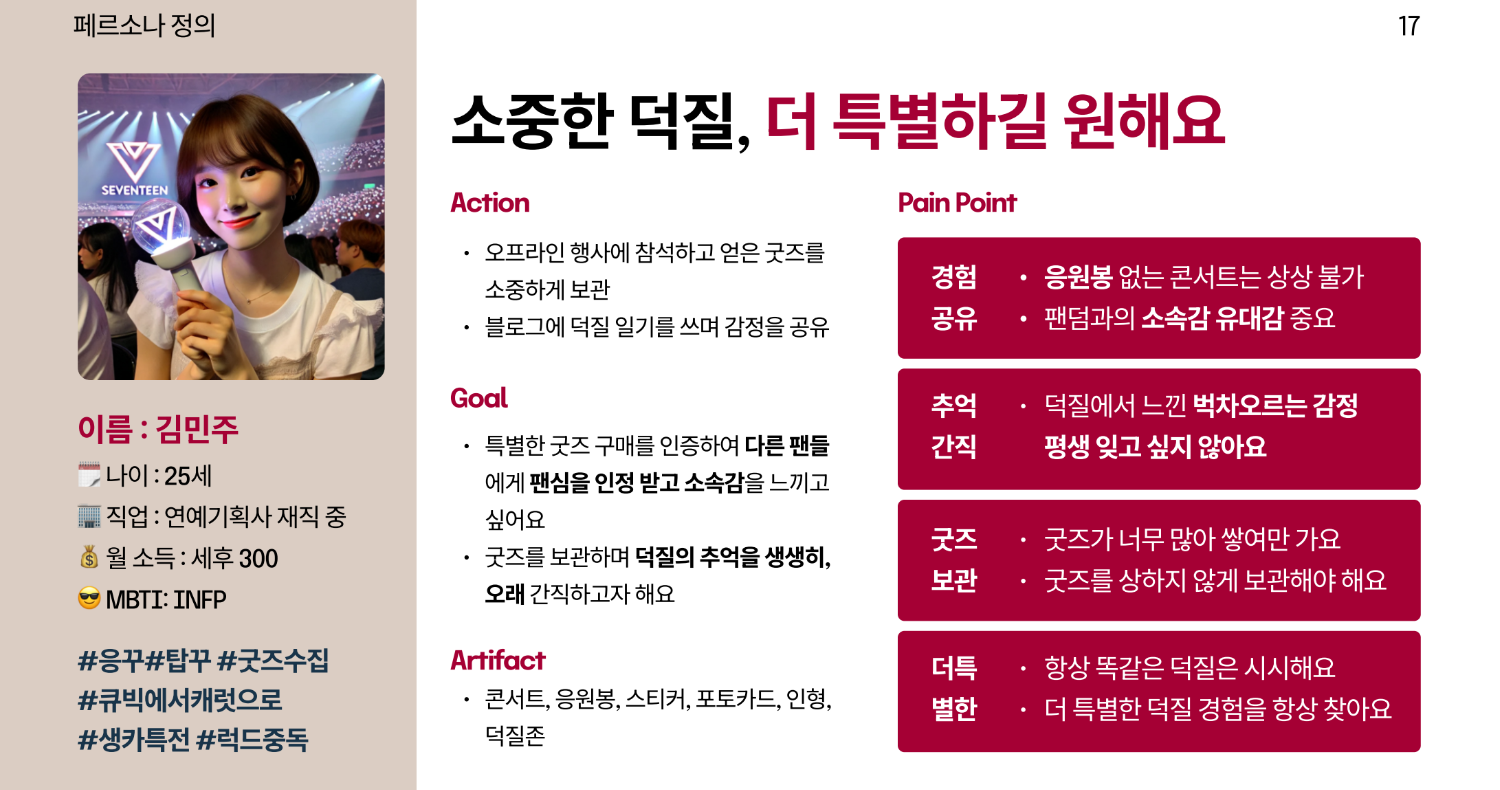 페르소나 정의
17
SEVENTEEN
이름 : 김민주
나이 : 25세
직업 : 연예기획사 재직 중
월 소득 : 세후 300
MBTI: INFP
#응꾸#탑꾸 #굿즈수집
#큐빅에서캐럿으로
#생카특전 #럭드중독
소중한 덕질, 더 특별하길 원해요
Action
• 오프라인 행사에 참석하고 얻은 굿즈를
소중하게 보관
• 블로그에 덕질 일기를 쓰며 감정을 공유
Goal
• 특별한 굿즈 구매를 인증하여 다른 팬들
에게 팬심을 인정 받고 소속감을 느끼고
싶어요
• 굿즈를 보관하며 덕질의 추억을 생생히,
오래 간직하고자 해요
Artifact
• 콘서트, 응원봉, 스티커, 포토카드, 인형,
덕질존
Pain Point
경험 • 응원봉 없는 콘서트는 상상 불가
공유 • 팬덤과의 소속감 유대감 중요
추억 • 덕질에서 느낀 벅차오르는 감정
간직 평생 잊고 싶지 않아요
굿즈 • 굿즈가 너무 많아 쌓여만 가요
보관 • 굿즈를 상하지 않게 보관해야 해요
더특 • 항상 똑같은 덕질은 시시해요
별한 • 더 특별한 덕질 경험을 항상 찾아요